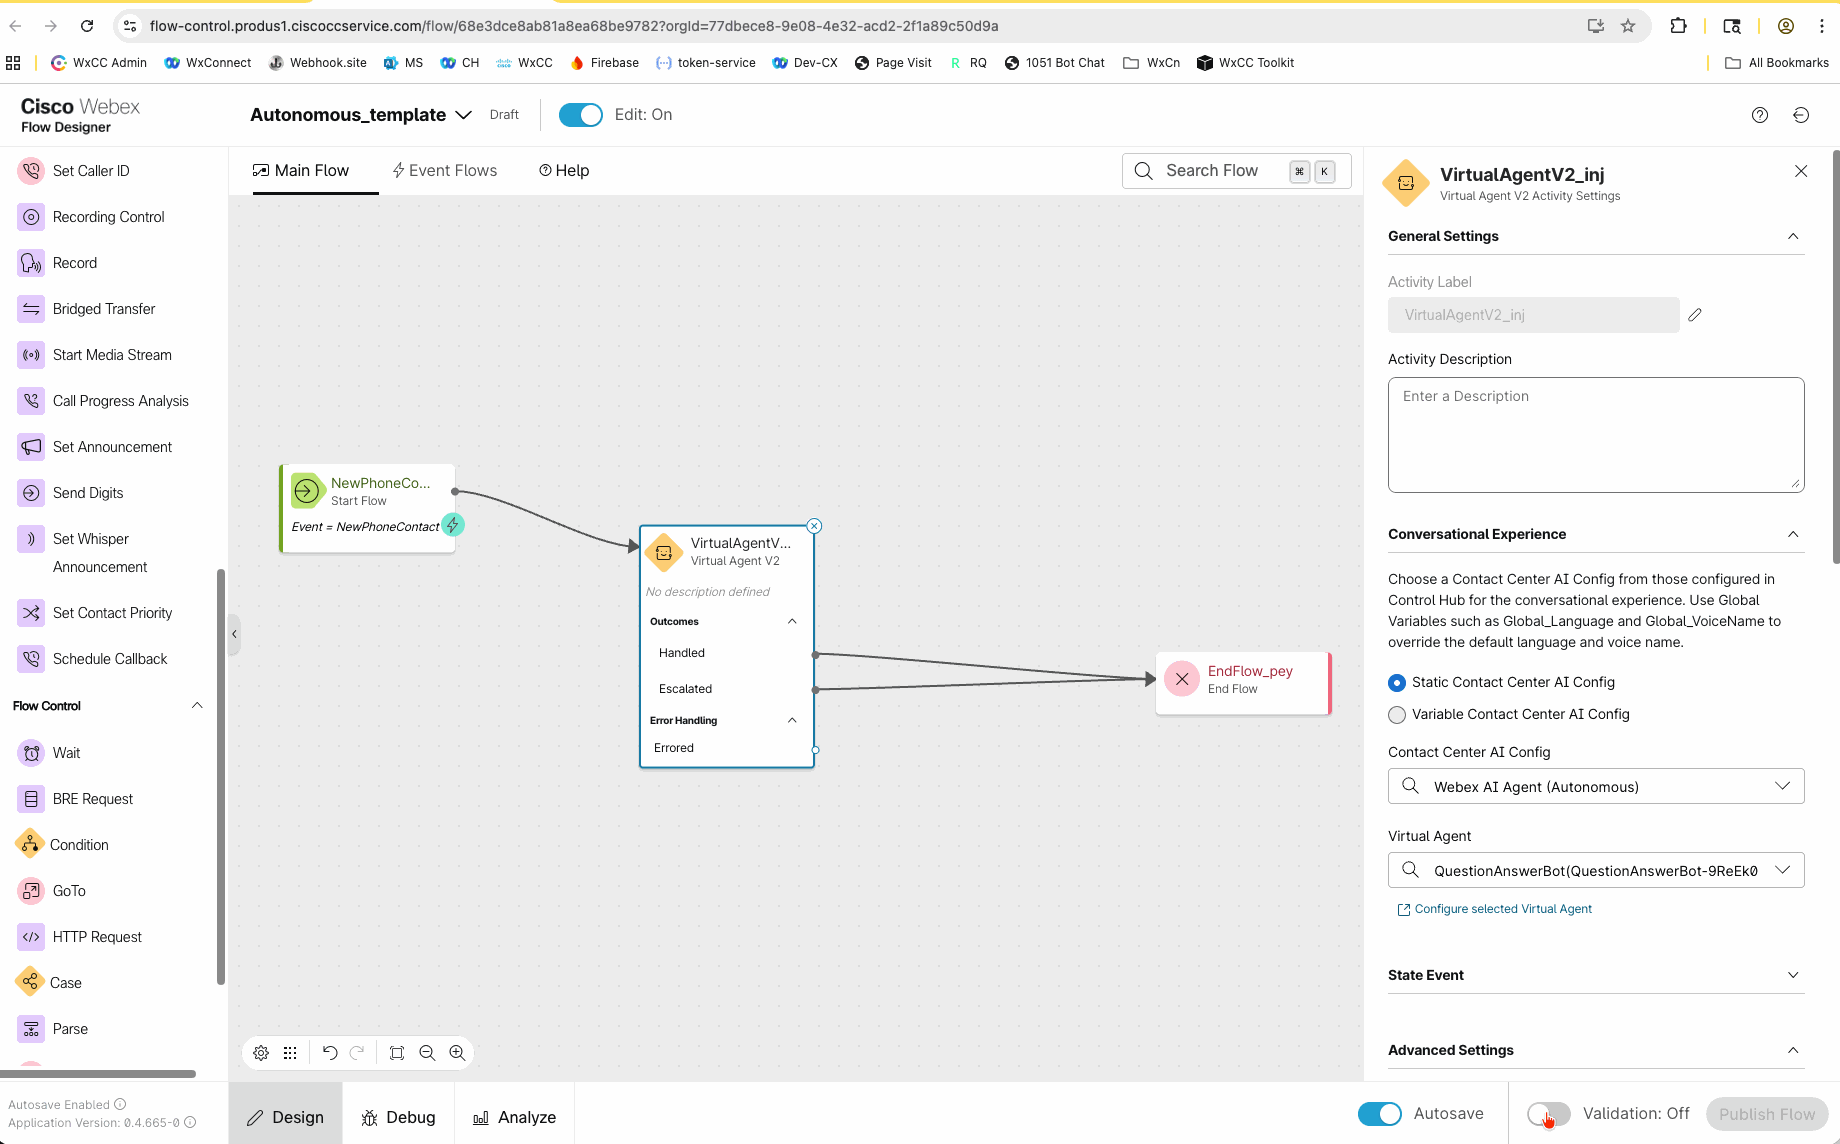 flow-control.produs1.ciscoccservice.com/flow/68e3dce8ab81a8ea68be9782?orgId=77dbece8-9e08-4e32-acd2-2f1a89c50d9a
WxCC Admin
WxConnect
Webhook.site
MS
CH
WxCC
Firebase
token-service
Dev-CX
Page Visit
R RQ
1051 Bot Chat
WxCn
WxCC Toolkit
All Bookmarks
Cisco Webex
Flow Designer
Autonomous_template
Draft
Edit: On
Set Caller ID
Recording Control
Record
Bridged Transfer
Start Media Stream
Call Progress Analysis
Set Announcement
Send Digits
Set Whisper
Announcement
Set Contact Priority
Schedule Callback
Flow Control
Wait
BRE Request
Condition
GoTo
HTTP Request
Case
Parse
Autosave Enabled
Application Version: 0.4.665-0
Main Flow
Event Flows
Help
Search Flow
⌘ K
NewPhoneCo...
Start Flow
Event = NewPhoneContact
VirtualAgentV...
Virtual Agent V2
No description defined
Outcomes
Handled
Escalated
Error Handling
Errored
EndFlow_pey
End Flow
VirtualAgentV2_inj
Virtual Agent V2 Activity Settings
General Settings
Activity Label
VirtualAgentV2_inj
Activity Description
Enter a Description
Conversational Experience
Choose a Contact Center AI Config from those configured in
Control Hub for the conversational experience. Use Global
Variables such as Global_Language and Global_VoiceName to
override the default language and voice name.
Static Contact Center AI Config
Variable Contact Center AI Config
Contact Center AI Config
Webex AI Agent (Autonomous)
Virtual Agent
QuestionAnswerBot(QuestionAnswerBot-9ReEk0
Configure selected Virtual Agent
State Event
Advanced Settings
Design
Debug
Analyze
Autosave
Validation: Off
Publish Flow